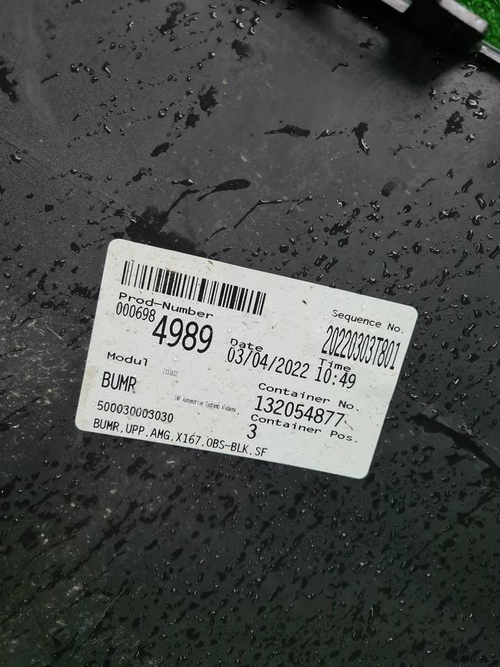 Prod-Number
Sequence No.
000698 4989
20220303T801
Date
Time
03/04/2022 10:49
Modul
Container No.
BUMR
132054877
Container Pos.
500030003030
3
BUMR.UPP.AMG.X167.OBS-BLK.SF